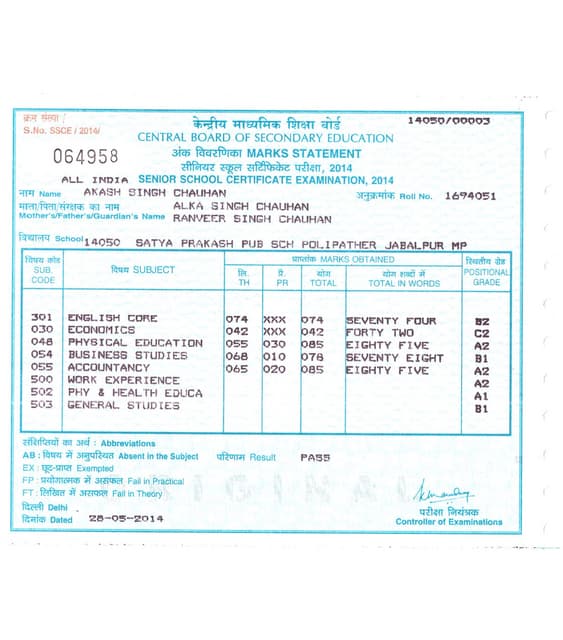 क्रम संख्या /
S.No. SSCE / 2014/
064958
14050/00003
केन्द्रीय माध्यमिक शिक्षा बोर्ड
CENTRAL BOARD OF SECONDARY EDUCATION
अंक विवरणिका MARKS STATEMENT
सीनियर स्कूल सर्टिफिकेट परीक्षा, 2014
ALL INDIA SENIOR SCHOOL CERTIFICATE EXAMINATION, 2014
नाम Name AKASH SINGH CHAUHAN अनुक्रमांक Roll No. 1694051
माता/पिता/संरक्षक का नाम ALKA SINGH CHAUHAN
Mother's/Father's/Guardian's Name RANVEER SINGH CHAUHAN
विद्यालय School 14050 SATYA PRAKASH PUB SCH POLIPATHER JABALPUR MP
विषय कोड SUB. CODE विषय SUBJECT प्राप्तांक MARKS OBTAINED स्थितीय ग्रेड POSITIONAL GRADE
लि. TH प्रै. PR योग TOTAL योग शब्दों में TOTAL IN WORDS
301 ENGLISH CORE 074 XXX 074 SEVENTY FOUR B2
030 ECONOMICS 042 XXX 042 FORTY TWO C2
048 PHYSICAL EDUCATION 055 030 085 EIGHTY FIVE A2
054 BUSINESS STUDIES 068 010 078 SEVENTY EIGHT B1
055 ACCOUNTANCY 065 020 085 EIGHTY FIVE A2
500 WORK EXPERIENCE A2
502 PHY & HEALTH EDUCA A1
503 GENERAL STUDIES B1
संक्षिप्तियों का अर्थ : Abbreviations
AB : विषय में अनुपस्थित Absent in the Subject परिणाम Result PASS
EX : छूट-प्राप्त Exempted
FP : प्रयोगात्मक में असफल Fail in Practical
FT : लिखित में असफल Fail in Theory
दिल्ली Delhi
दिनांक Dated 28-05-2014
परीक्षा नियंत्रक
Controller of Examinations